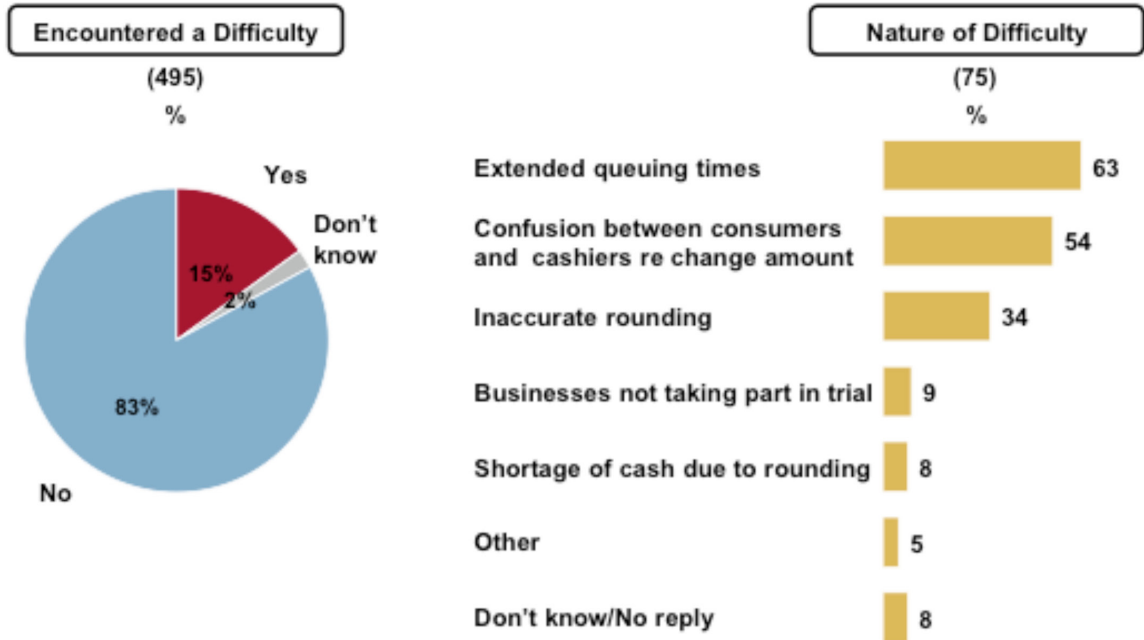 Encountered a Difficulty
(495)
%
Yes
Don't
know
15%
2%
83%
No
Nature of Difficulty
(75)
%
Extended queuing times 63
Confusion between consumers
and cashiers re change amount 54
Inaccurate rounding 34
Businesses not taking part in trial 9
Shortage of cash due to rounding 8
Other 5
Don't know/No reply 8